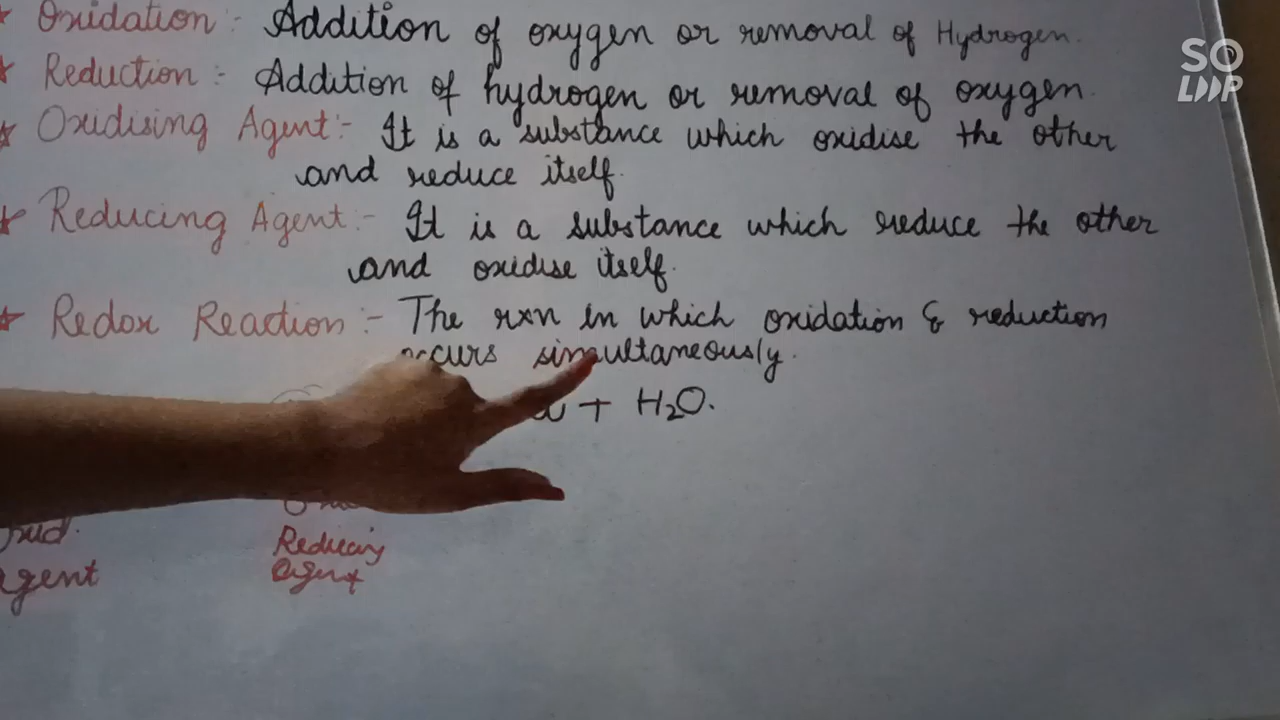 Oxidation :- Addition of oxygen or removal of Hydrogen.
Reduction :- Addition of hydrogen or removal of oxygen.
Oxidising Agent :- It is a substance which oxidise the other
and reduce itself.
Reducing Agent :- It is a substance which reduce the other
and oxidise itself.
Redox Reaction :- The rxn in which oxidation & reduction
occurs simultaneously.
+ H₂O.
Reducing
agent
agent
SO LOOP